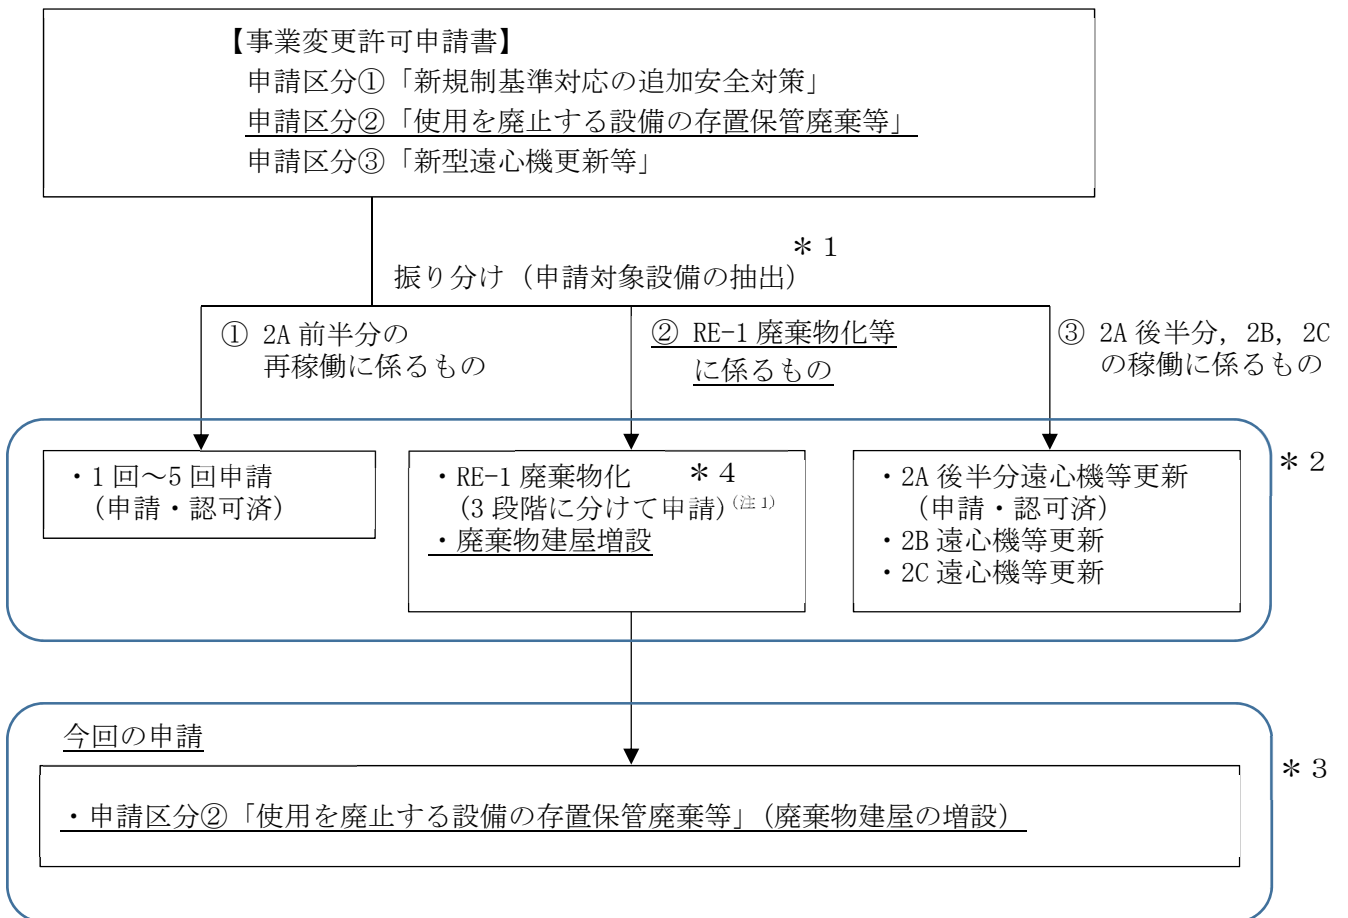 【事業変更許可申請書】
申請区分①「新規制基準対応の追加安全対策」
申請区分②「使用を廃止する設備の存置保管廃棄等」
申請区分③「新型遠心機更新等」
＊1
振り分け（申請対象設備の抽出）
① 2A 前半分の
再稼働に係るもの
② RE-1 廃棄物化等
に係るもの
③ 2A 後半分，2B，2C
の稼働に係るもの
＊2
・1 回～5 回申請
（申請・認可済）
・RE-1 廃棄物化 ＊4
（3 段階に分けて申請）（注1）
・廃棄物建屋増設
・2A 後半分遠心機等更新
（申請・認可済）
・2B 遠心機等更新
・2C 遠心機等更新
今回の申請
＊3
・申請区分②「使用を廃止する設備の存置保管廃棄等」（廃棄物建屋の増設）